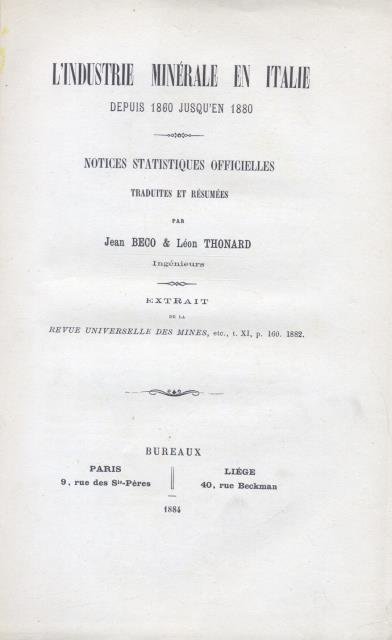 L'INDUSTRIE MINÉRALE EN ITALIE
DEPUIS 1860 JUSQU'EN 1880
NOTICES STATISTIQUES OFFICIELLES
TRADUITES ET RÉSUMÉES
PAR
Jean BECO & Léon THONARD
Ingénieurs
EXTRAIT
DE LA
REVUE UNIVERSELLE DES MINES, etc., t. XI, p. 160. 1882.
BUREAUX
PARIS
9, rue des Sts-Pères
LIÉGE
40, rue Beckman
1884